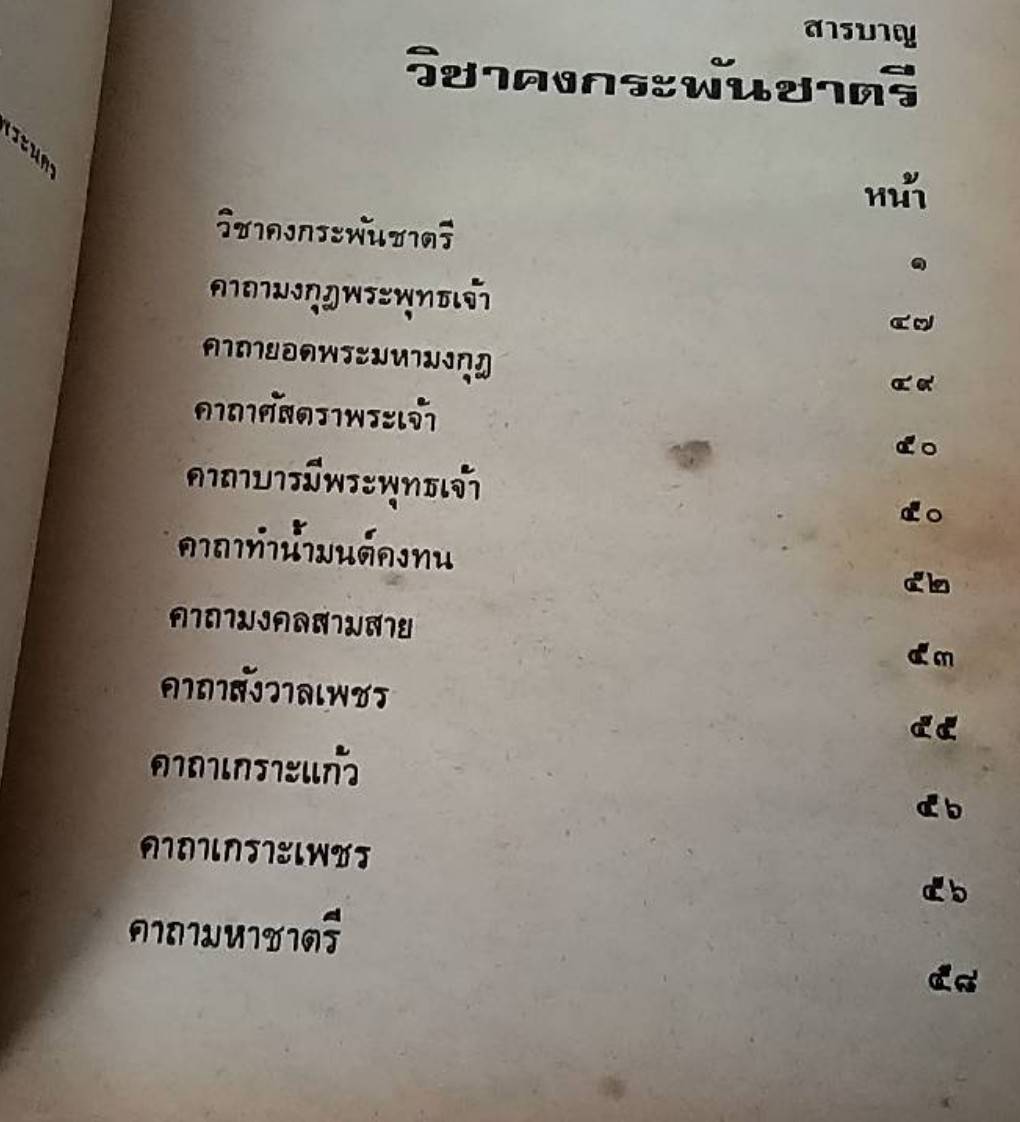 พระนคร
สารบาญ
วิชาคงกระพันชาตรี
หน้า
วิชาคงกระพันชาตรี ๑
คาถามงกุฎพระพุทธเจ้า ๔๗
คาถายอดพระมหามงกุฎ ๔๙
คาถาศัสตราพระเจ้า ๕๐
คาถาบารมีพระพุทธเจ้า ๕๐
คาถาทำน้ำมนต์คงทน ๕๒
คาถามงคลสามสาย ๕๓
คาถาสังวาลเพชร ๕๕
คาถาเกราะแก้ว ๕๖
คาถาเกราะเพชร ๕๖
คาถามหาชาตรี ๕๘